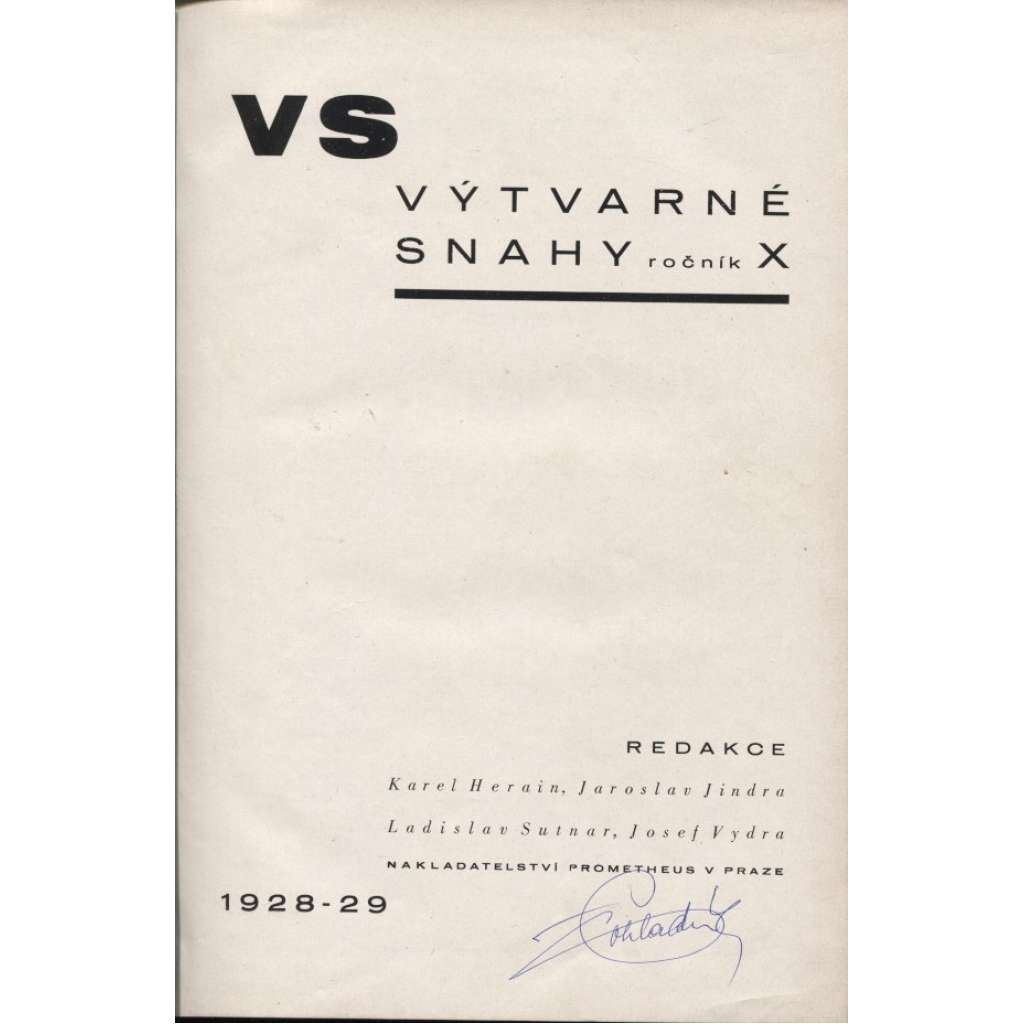 VS
VÝTVARNÉ
SNAHY ročník X
REDAKCE
Karel Herain, Jaroslav Jindra
Ladislav Sutnar, Josef Vydra
NAKLADATELSTVÍ PROMETHEUS V PRAZE
1928-29